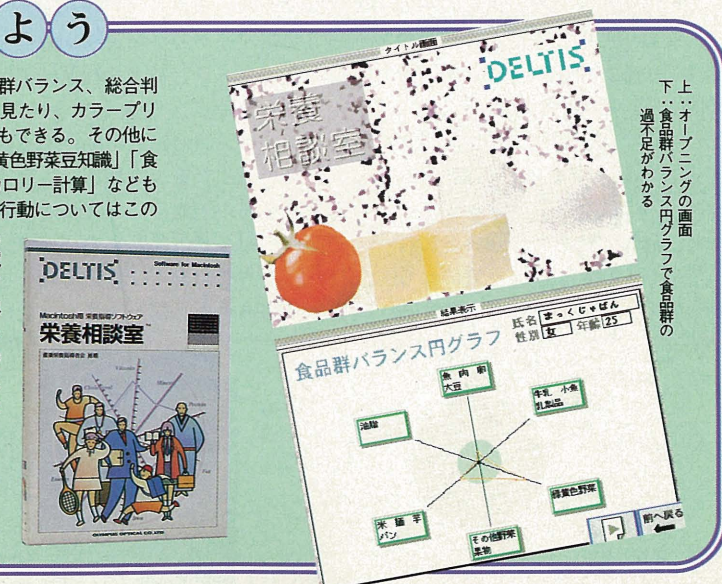 よう
群バランス、総合判
見たり、カラープリ
もできる。その他に
黄色野菜豆知識」「食
ロリー計算」なども
行動についてはこの
タイトル画面
DELTIS
栄養
相談室
上：オープニングの画面
下：食品群バランス円グラフで食品群の
過不足がわかる
DELTIS
Software for Macintosh
Macintosh用 栄養指導ソフトウェア
栄養相談室
Vitamin
Mineral
Protein
Fat
OLYMPUS OPTICAL CO.,LTD.
結果表示
食品群バランス円グラフ
氏名 まっくじゃぱん
性別 女 年齢 25
魚 肉 卵
大豆
牛乳 小魚
乳製品
油脂
緑黄色野菜
米 麺 芋
パン
その他野菜
果物
前へ戻る